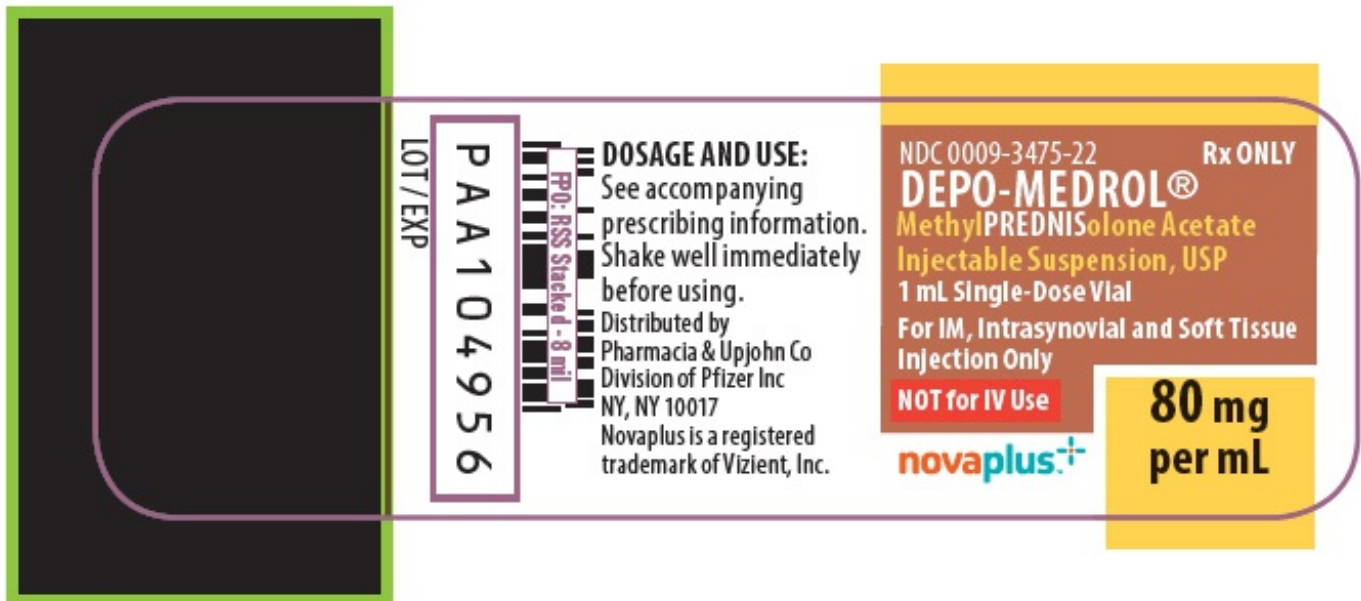 LOT / EXP
PAA104956
FPO: RSS Stacked - 8 mil
DOSAGE AND USE:
See accompanying
prescribing information.
Shake well immediately
before using.
Distributed by
Pharmacia & Upjohn Co
Division of Pfizer Inc
NY, NY 10017
Novaplus is a registered
trademark of Vizient, Inc.
NDC 0009-3475-22 Rx ONLY
DEPO-MEDROL®
MethylPREDNISolone Acetate
Injectable Suspension, USP
1 mL Single-Dose Vial
For IM, Intrasynovial and Soft Tissue
Injection Only
NOT for IV Use
novaplus™
80 mg
per mL